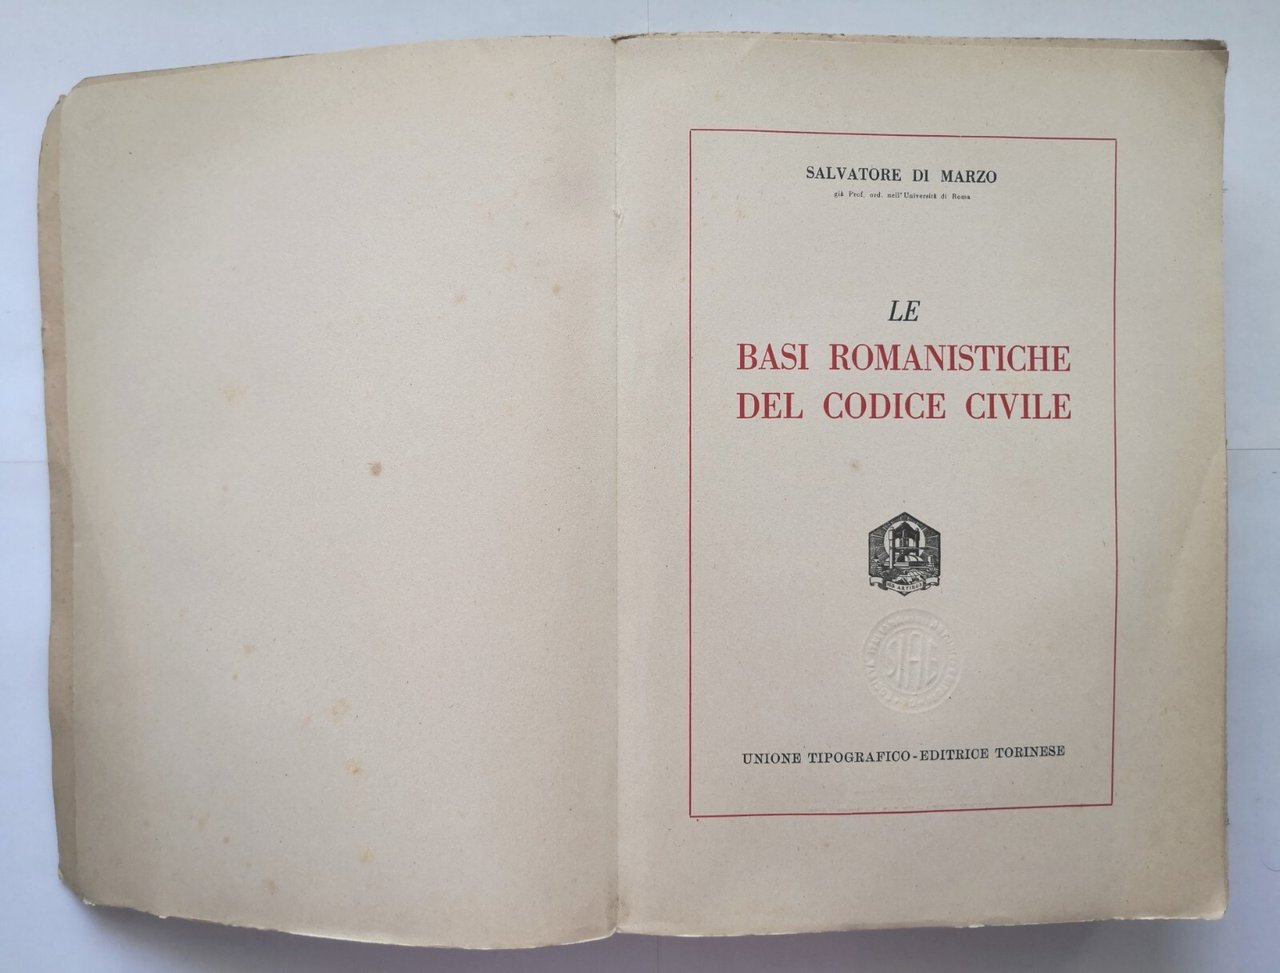 SALVATORE DI MARZO
già Prof. ord. nell'Università di Roma
LE
BASI ROMANISTICHE
DEL CODICE CIVILE
SIAE
UNIONE TIPOGRAFICO-EDITRICE TORINESE